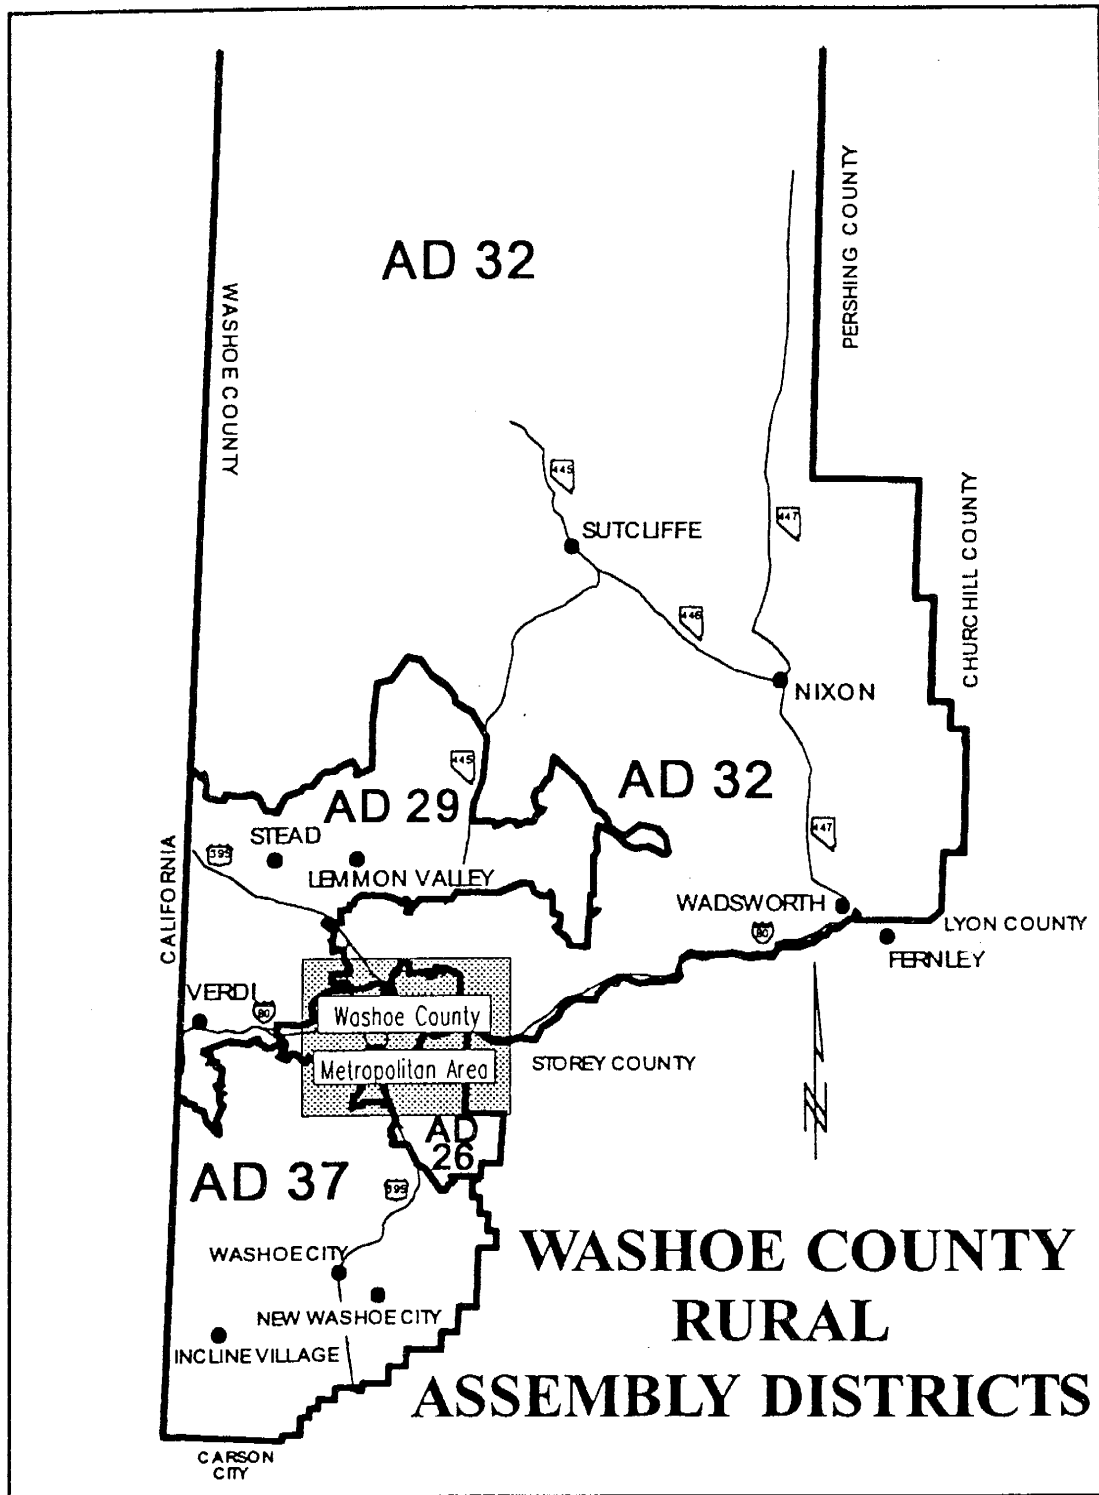 AD 32
WASHOE COUNTY
PERSHING COUNTY
445
SUTCLIFFE
447
CHURCHILL COUNTY
446
NIXON
445
AD 32
AD 29
STEAD
447
395
LEMMON VALLEY
CALIFORNIA
WADSWORTH
LYON COUNTY
80
FERNLEY
VERDI
80
Washoe County
Metropolitan Area
STOREY COUNTY
N
AD
26
AD 37
395
WASHOE CITY
NEW WASHOE CITY
INCLINE VILLAGE
WASHOE COUNTY
RURAL
ASSEMBLY DISTRICTS
CARSON
CITY